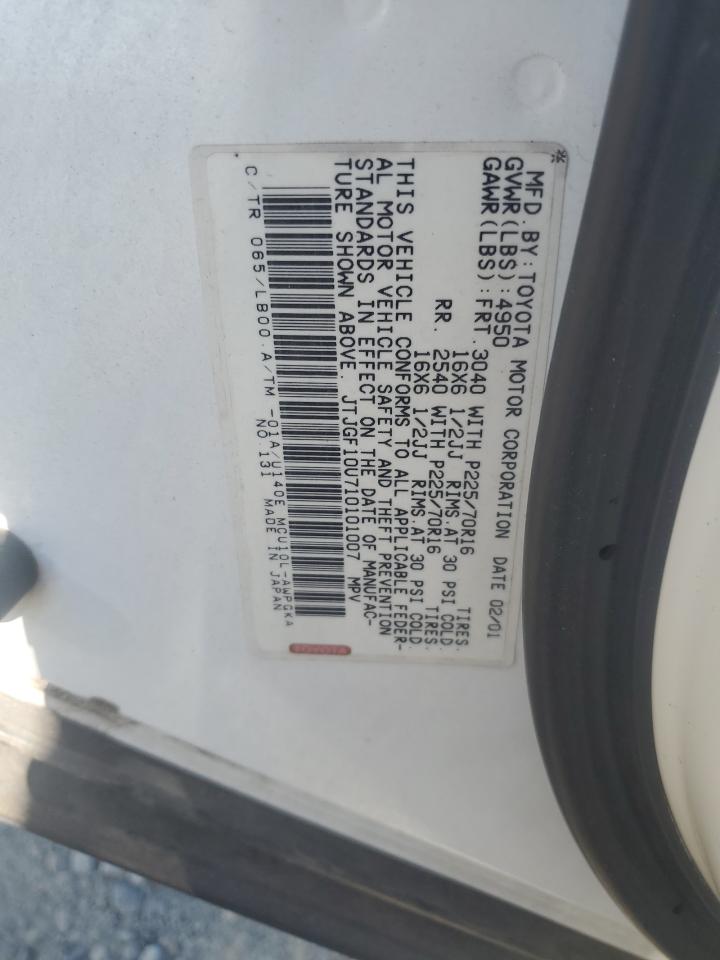 MFD.BY:TOYOTA MOTOR CORPORATION DATE 02/01
GVWR(LBS):4950
GAWR(LBS):FRT.3040 WITH P225/70R16 TIRES.
16X6 1/2JJ RIMS.AT 30 PSI COLD.
RR. 2540 WITH P225/70R16 TIRES.
16X6 1/2JJ RIMS.AT 30 PSI COLD.
THIS VEHICLE CONFORMS TO ALL APPLICABLE FEDER-
AL MOTOR VEHICLE SAFETY AND THEFT PREVENTION
STANDARDS IN EFFECT ON THE DATE OF MANUFAC-
TURE SHOWN ABOVE. JTJGF10U710101007 MPV
C/TR 065/LB00.A/TM -01A/U140E MCU10L-AWPGKA
NO.131 MADE IN JAPAN
TOYOTA